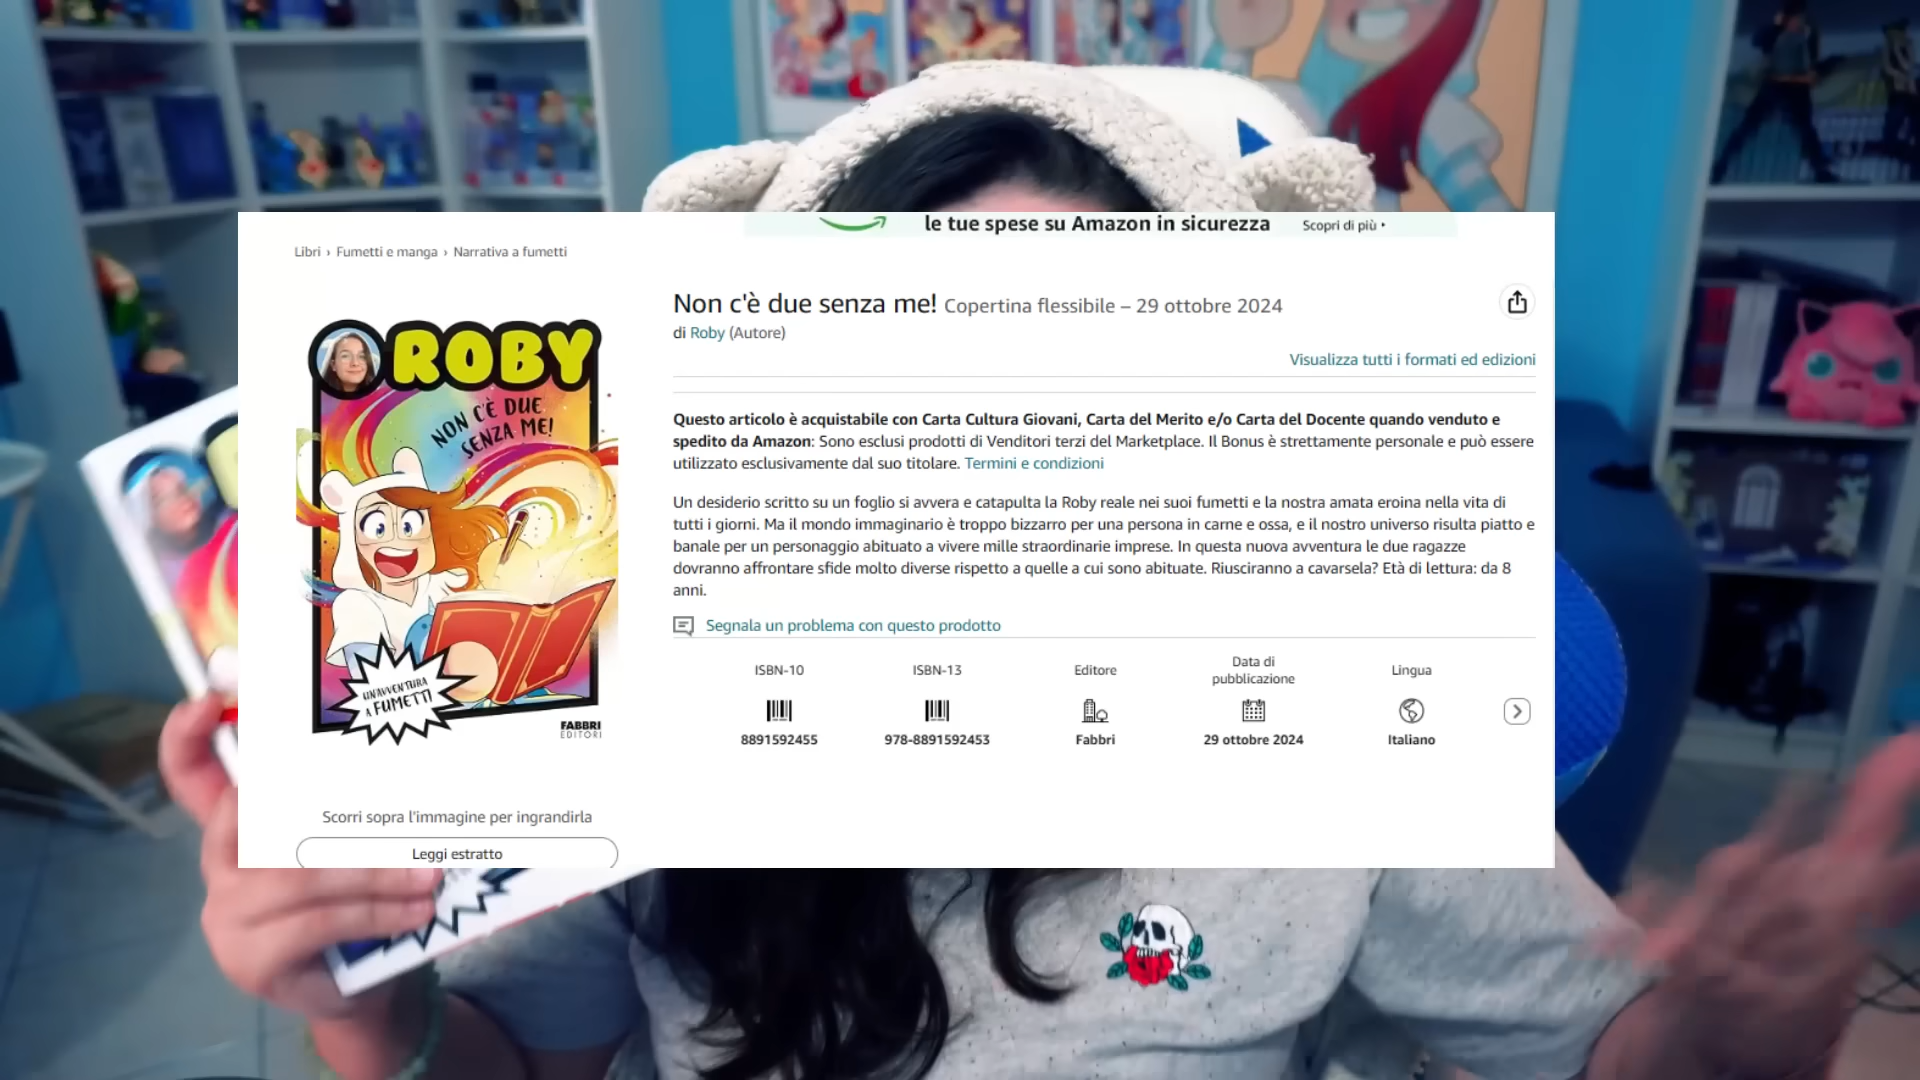 le tue spese su Amazon in sicurezza
Scopri di più
Libri › Fumetti e manga › Narrativa a fumetti
ROBY
NON C'È DUE
SENZA ME!
UN'AVVENTURA
A FUMETTI
FABBRI
EDITORI
Scorri sopra l'immagine per ingrandirla
Leggi estratto
Non c'è due senza me! Copertina flessibile – 29 ottobre 2024
di Roby (Autore)
Visualizza tutti i formati ed edizioni
Questo articolo è acquistabile con Carta Cultura Giovani, Carta del Merito e/o Carta del Docente quando venduto e
spedito da Amazon: Sono esclusi prodotti di Venditori terzi del Marketplace. Il Bonus è strettamente personale e può essere
utilizzato esclusivamente dal suo titolare. Termini e condizioni
Un desiderio scritto su un foglio si avvera e catapulta la Roby reale nei suoi fumetti e la nostra amata eroina nella vita di
tutti i giorni. Ma il mondo immaginario è troppo bizzarro per una persona in carne e ossa, e il nostro universo risulta piatto e
banale per un personaggio abituato a vivere mille straordinarie imprese. In questa nuova avventura le due ragazze
dovranno affrontare sfide molto diverse rispetto a quelle a cui sono abituate. Riusciranno a cavarsela? Età di lettura: da 8
anni.
Segnala un problema con questo prodotto
ISBN-10
8891592455
ISBN-13
978-8891592453
Editore
Fabbri
Data di
pubblicazione
29 ottobre 2024
Lingua
Italiano